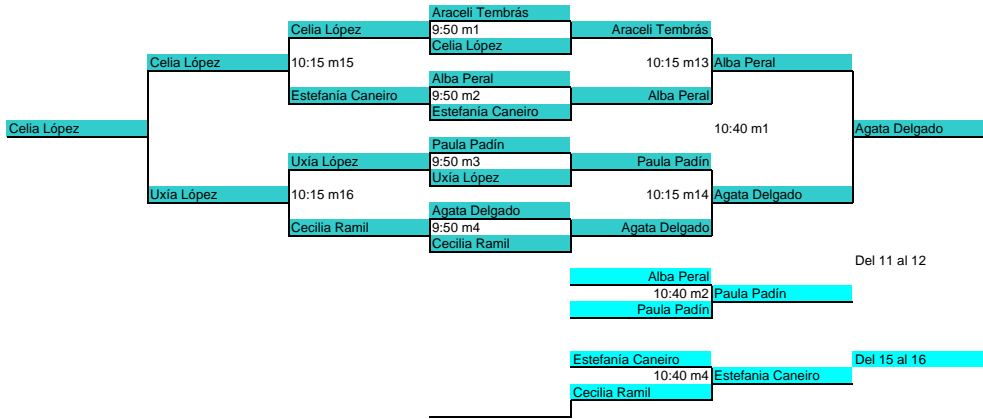 Araceli Tembrás
Celia López 9:50 m1 Araceli Tembrás
Celia López
Celia López 10:15 m15 10:15 m13 Alba Peral
Alba Peral
Estefanía Caneiro 9:50 m2 Alba Peral
Estefanía Caneiro
Celia López 10:40 m1 Agata Delgado
Paula Padín
Uxía López 9:50 m3 Paula Padín
Uxía López
Uxía López 10:15 m16 10:15 m14 Agata Delgado
Agata Delgado
Cecilia Ramil 9:50 m4 Agata Delgado
Cecilia Ramil
Del 11 al 12
Alba Peral
10:40 m2 Paula Padín
Paula Padín
Estefanía Caneiro Del 15 al 16
10:40 m4 Estefania Caneiro
Cecilia Ramil